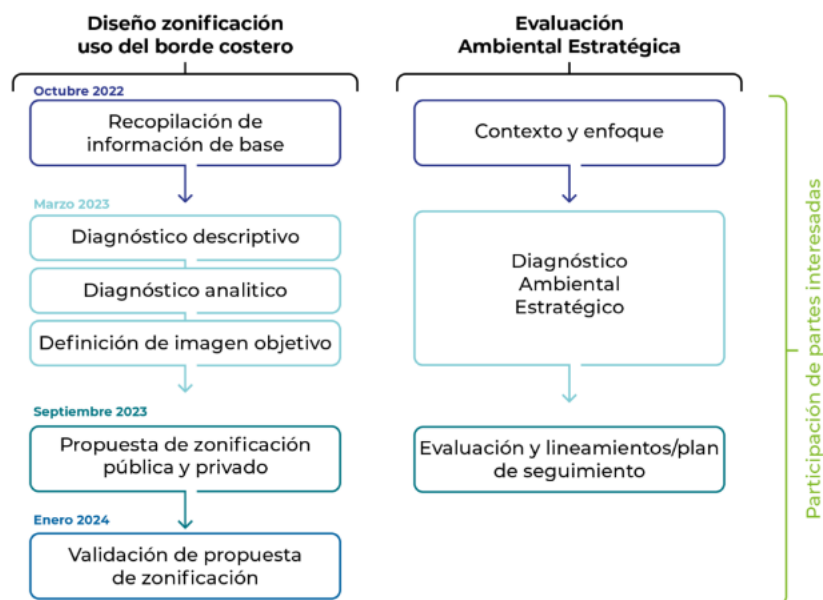 Diseño zonificación
uso del borde costero
Octubre 2022
Recopilación de
información de base
Marzo 2023
Diagnóstico descriptivo
Diagnóstico analitico
Definición de imagen objetivo
Septiembre 2023
Propuesta de zonificación
pública y privado
Enero 2024
Validación de propuesta
de zonificación
Evaluación
Ambiental Estratégica
Contexto y enfoque
Diagnóstico
Ambiental
Estratégico
Evaluación y lineamientos/plan
de seguimiento
Participación de partes interesadas